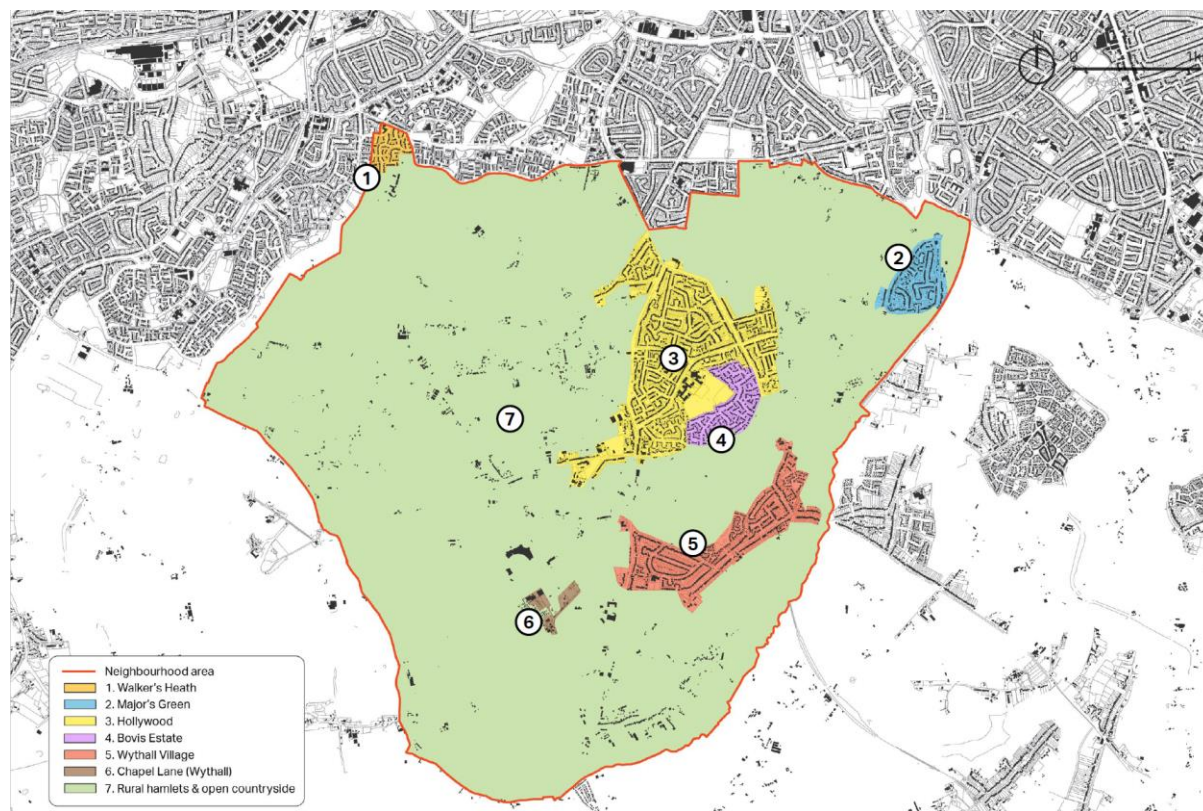 N
0
1
2
3
4
7
5
6
Neighbourhood area
1. Walker's Heath
2. Major's Green
3. Hollywood
4. Bovis Estate
5. Wythall Village
6. Chapel Lane (Wythall)
7. Rural hamlets & open countryside